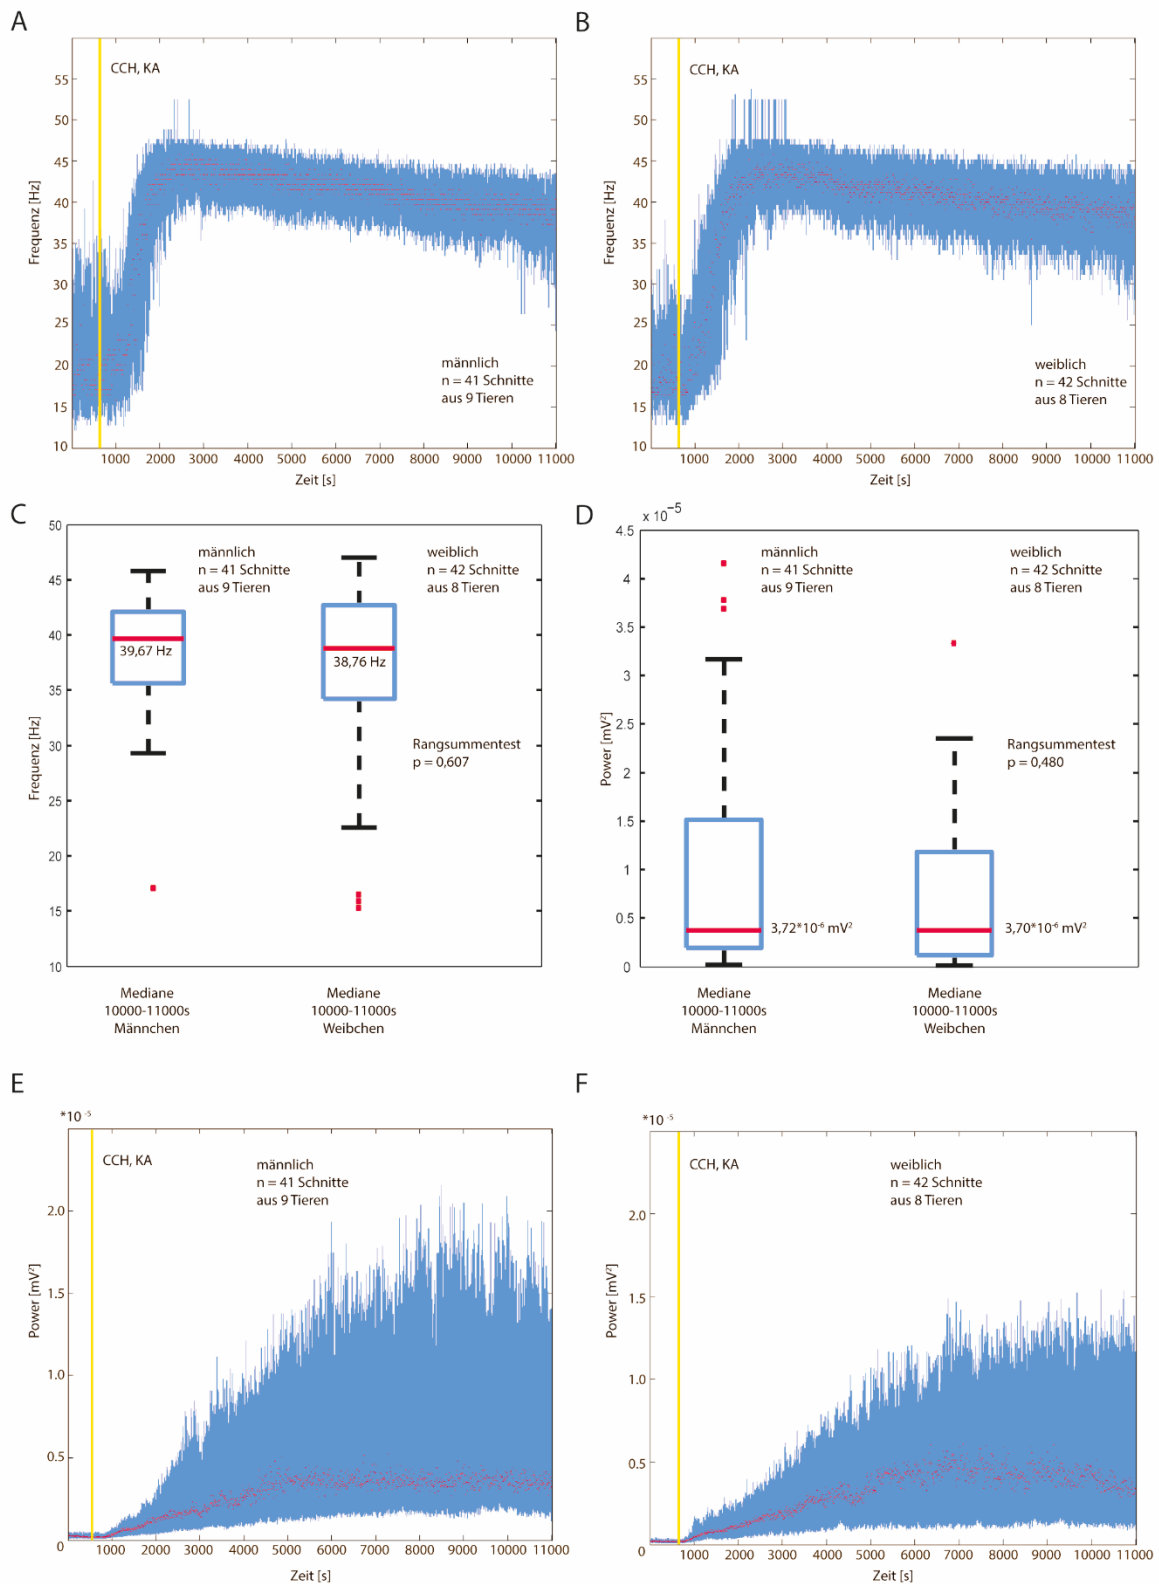 A
CCH, KA
55
50
45
40
35
30
25
20
15
10
Frequenz [Hz]
männlich
n = 41 Schnitte
aus 9 Tieren
1000 2000 3000 4000 5000 6000 7000 8000 9000 10000 11000
Zeit [s]
B
CCH, KA
55
50
45
40
35
30
25
20
15
10
Frequenz [Hz]
weiblich
n = 42 Schnitte
aus 8 Tieren
1000 2000 3000 4000 5000 6000 7000 8000 9000 10000 11000
Zeit [s]
C
50
45
40
35
30
25
20
15
10
Frequenz [Hz]
männlich
n = 41 Schnitte
aus 9 Tieren
weiblich
n = 42 Schnitte
aus 8 Tieren
39,67 Hz
38,76 Hz
Rangsummentest
p = 0,607
Mediane
10000-11000s
Männchen
Mediane
10000-11000s
Weibchen
D
x 10⁻⁵
4.5
4
3.5
3
2.5
2
1.5
1
0.5
0
Power [mV²]
männlich
n = 41 Schnitte
aus 9 Tieren
weiblich
n = 42 Schnitte
aus 8 Tieren
Rangsummentest
p = 0,480
3,72*10⁻⁶ mV²
3,70*10⁻⁶ mV²
Mediane
10000-11000s
Männchen
Mediane
10000-11000s
Weibchen
E
*10⁻⁵
CCH, KA
männlich
n = 41 Schnitte
aus 9 Tieren
2.0
1.5
1.0
0.5
0
Power [mV²]
1000 2000 3000 4000 5000 6000 7000 8000 9000 10000 11000
Zeit [s]
F
*10⁻⁵
CCH, KA
weiblich
n = 42 Schnitte
aus 8 Tieren
2.0
1.5
1.0
0.5
0
Power [mV²]
1000 2000 3000 4000 5000 6000 7000 8000 9000 10000 11000
Zeit [s]